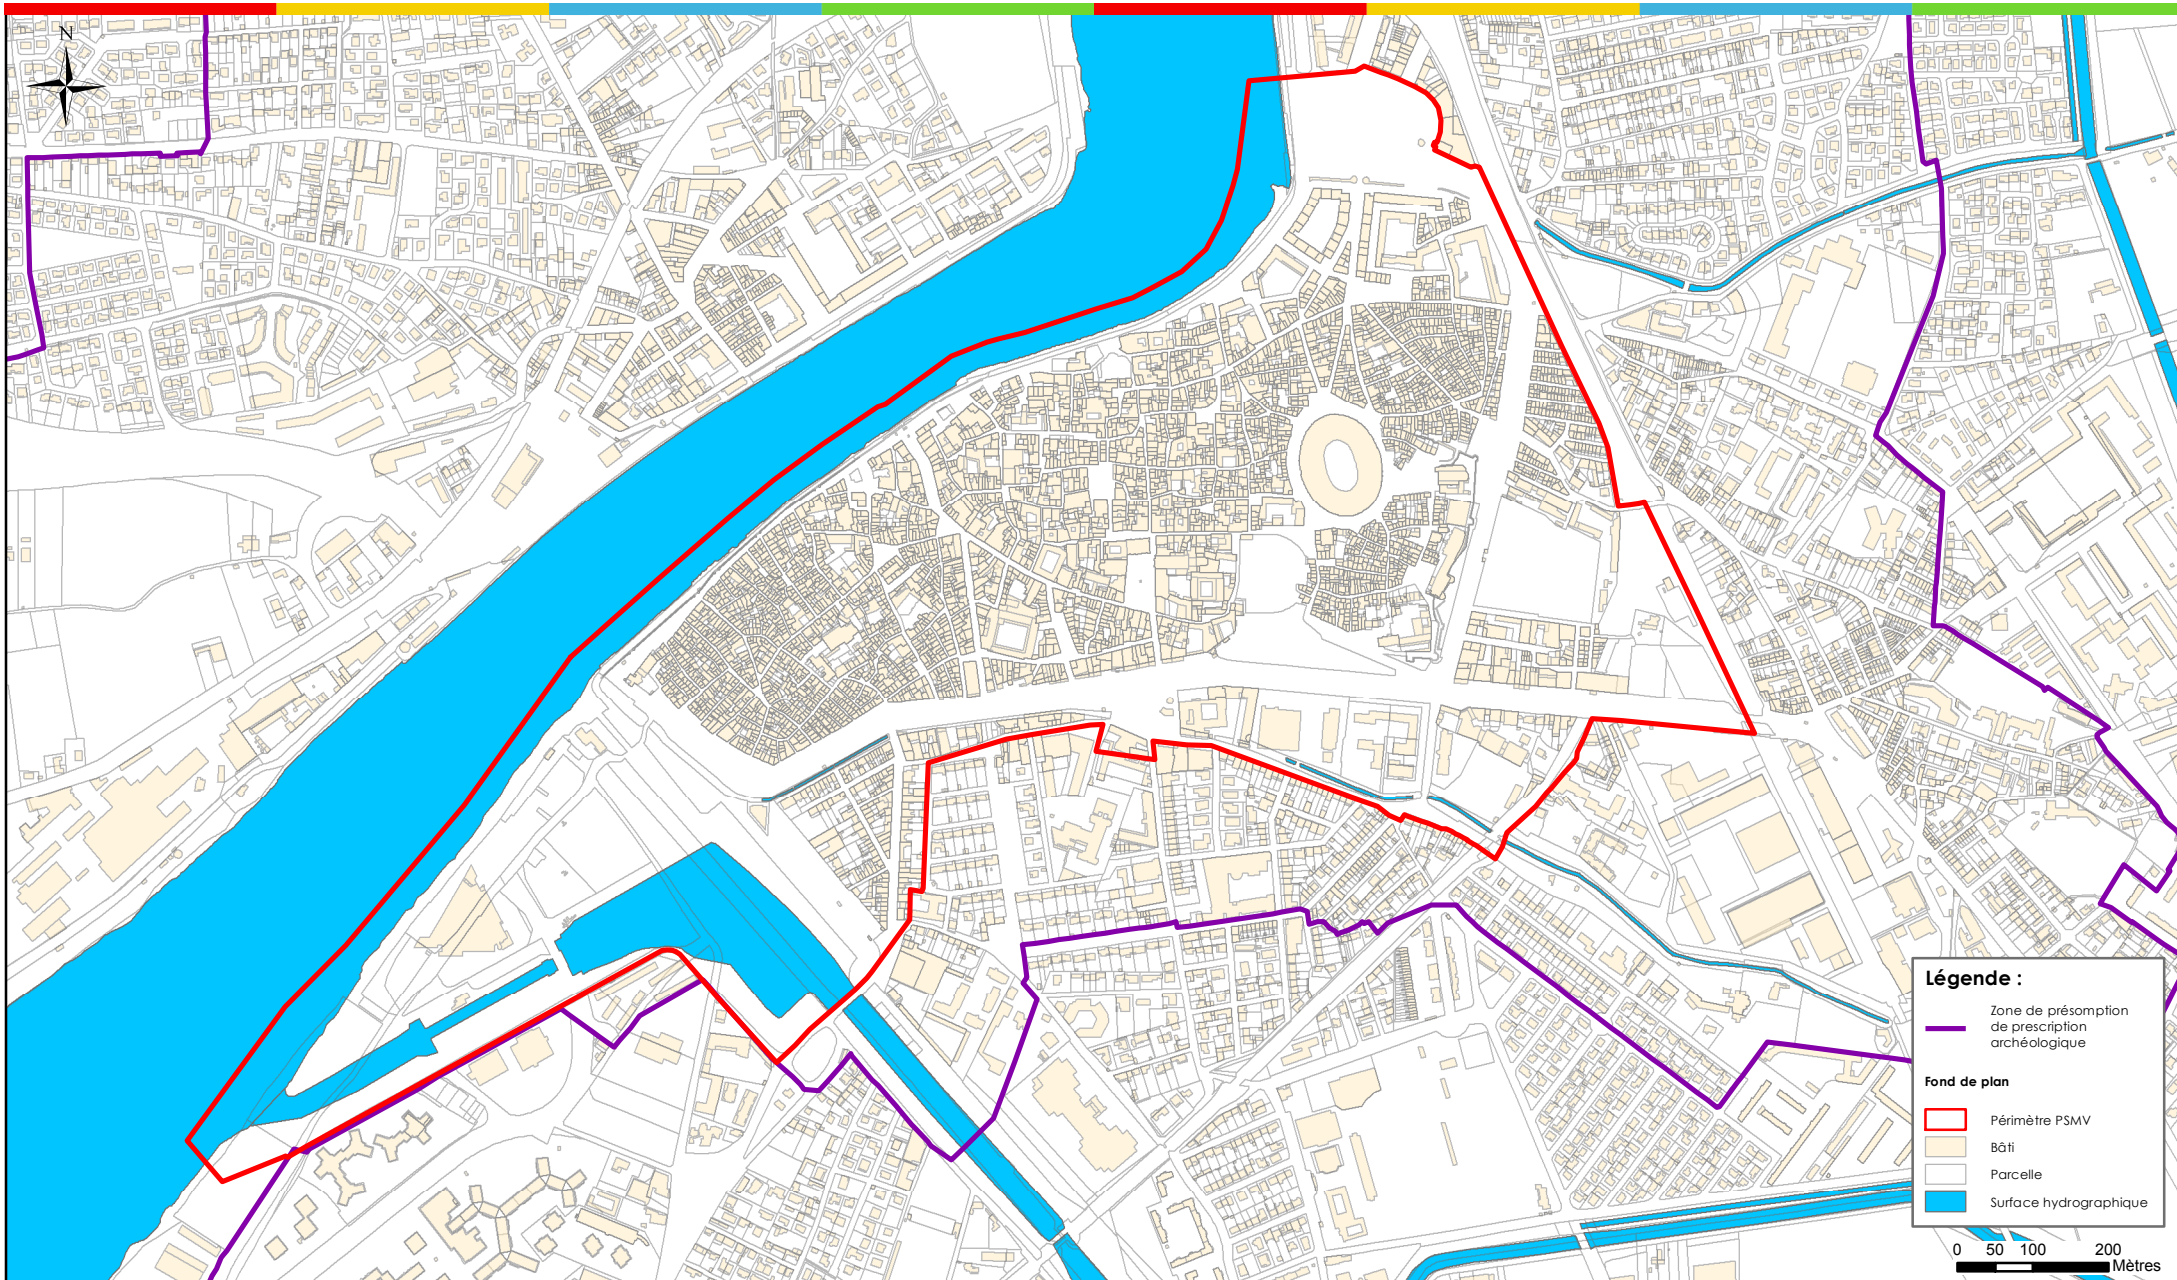 N
Légende :
Zone de présomption
de prescription
archéologique
Fond de plan
Périmètre PSMV
Bâti
Parcelle
Surface hydrographique
0 50 100 200
Mètres